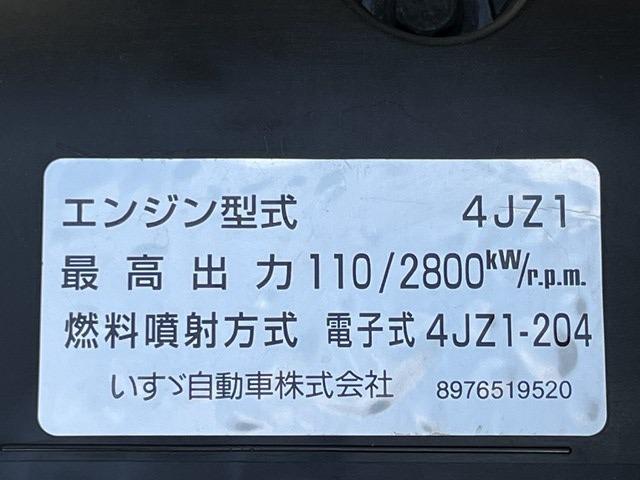 エンジン型式 4JZ1
最高出力 110/2800kW/r.p.m.
燃料噴射方式 電子式 4JZ1-204
いすゞ自動車株式会社 8976519520